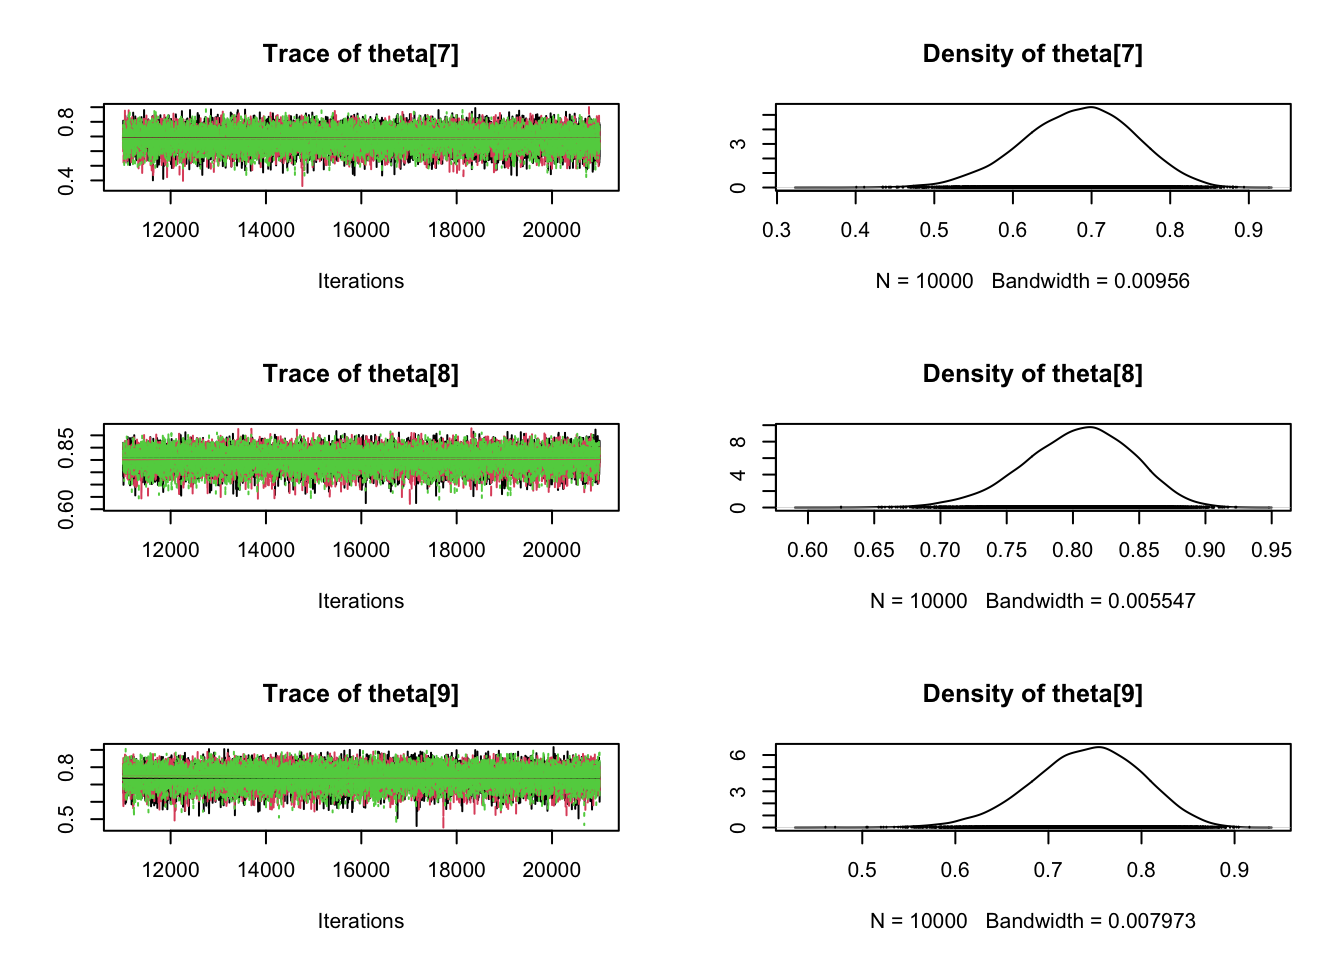 Trace of theta[7]
0.4 0.8
12000 14000 16000 18000 20000
Iterations
Density of theta[7]
0 3
0.3 0.4 0.5 0.6 0.7 0.8 0.9
N = 10000 Bandwidth = 0.00956
Trace of theta[8]
0.60 0.85
12000 14000 16000 18000 20000
Iterations
Density of theta[8]
0 4 8
0.60 0.65 0.70 0.75 0.80 0.85 0.90 0.95
N = 10000 Bandwidth = 0.005547
Trace of theta[9]
0.5 0.8
12000 14000 16000 18000 20000
Iterations
Density of theta[9]
0 3 6
0.5 0.6 0.7 0.8 0.9
N = 10000 Bandwidth = 0.007973